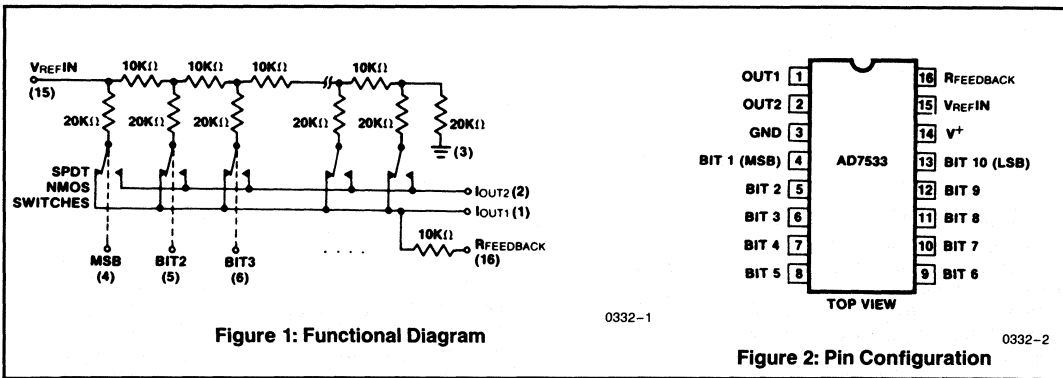 VREFIN
(15)
10KΩ 10KΩ 10KΩ 10KΩ
20KΩ 20KΩ 20KΩ 20KΩ 20KΩ 20KΩ
(3)
SPDT
NMOS
SWITCHES
IOUT2 (2)
IOUT1 (1)
10KΩ
RFEEDBACK
(16)
MSB
(4)
BIT2
(5)
BIT3
(6)
. . . .
0332-1
Figure 1: Functional Diagram
OUT1 1
OUT2 2
GND 3
BIT 1 (MSB) 4
BIT 2 5
BIT 3 6
BIT 4 7
BIT 5 8
AD7533
16 RFEEDBACK
15 VREFIN
14 V+
13 BIT 10 (LSB)
12 BIT 9
11 BIT 8
10 BIT 7
9 BIT 6
TOP VIEW
0332-2
Figure 2: Pin Configuration